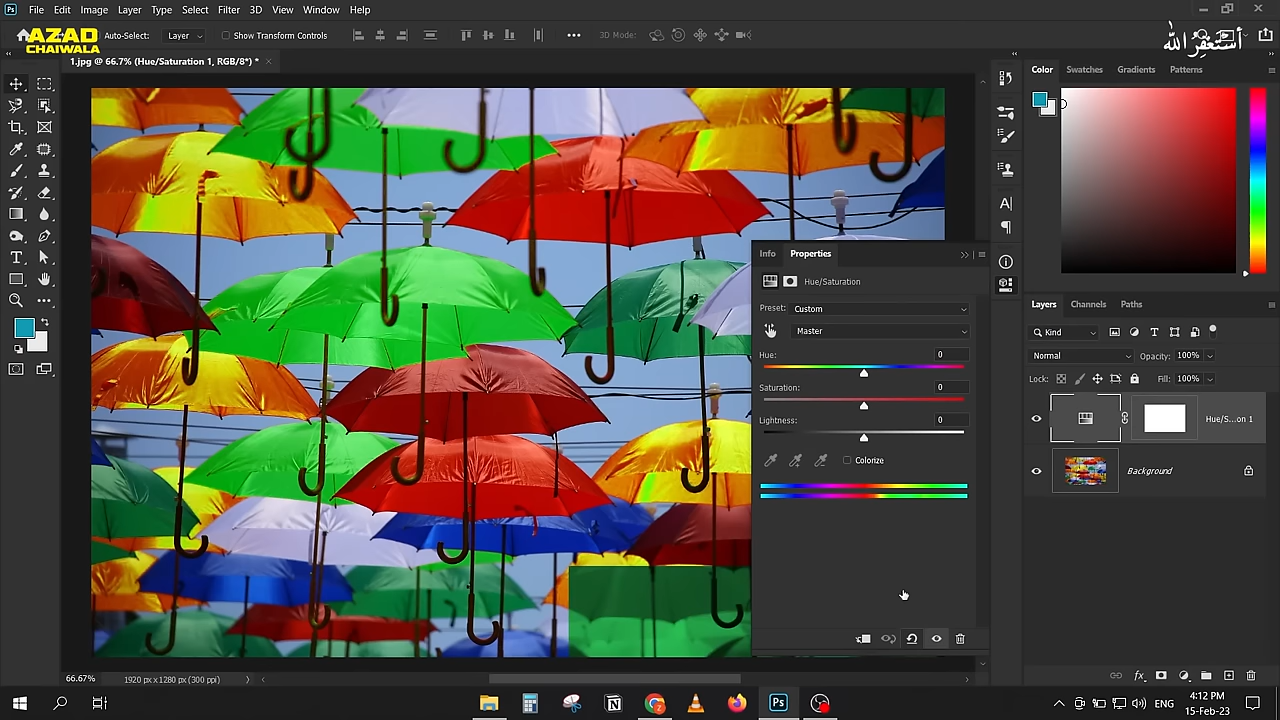 Ps File Edit Image Layer Type Select Filter 3D View Window Help
AZAD
CHAIWALA
Auto-Select: Layer Show Transform Controls 3D Mode:
أستغفر الله
1.jpg @ 66.7% (Hue/Saturation 1, RGB/8*) *
Color Swatches Gradients Patterns
Info Properties
Hue/Saturation
Preset: Custom
Master
Hue: 0
Saturation: 0
Lightness: 0
Colorize
Layers Channels Paths
Kind
Normal Opacity: 100%
Lock: Fill: 100%
Hue/S...on 1
Background
66.67% 1920 px x 1280 px (300 ppi)
ENG
4:12 PM
15-Feb-23